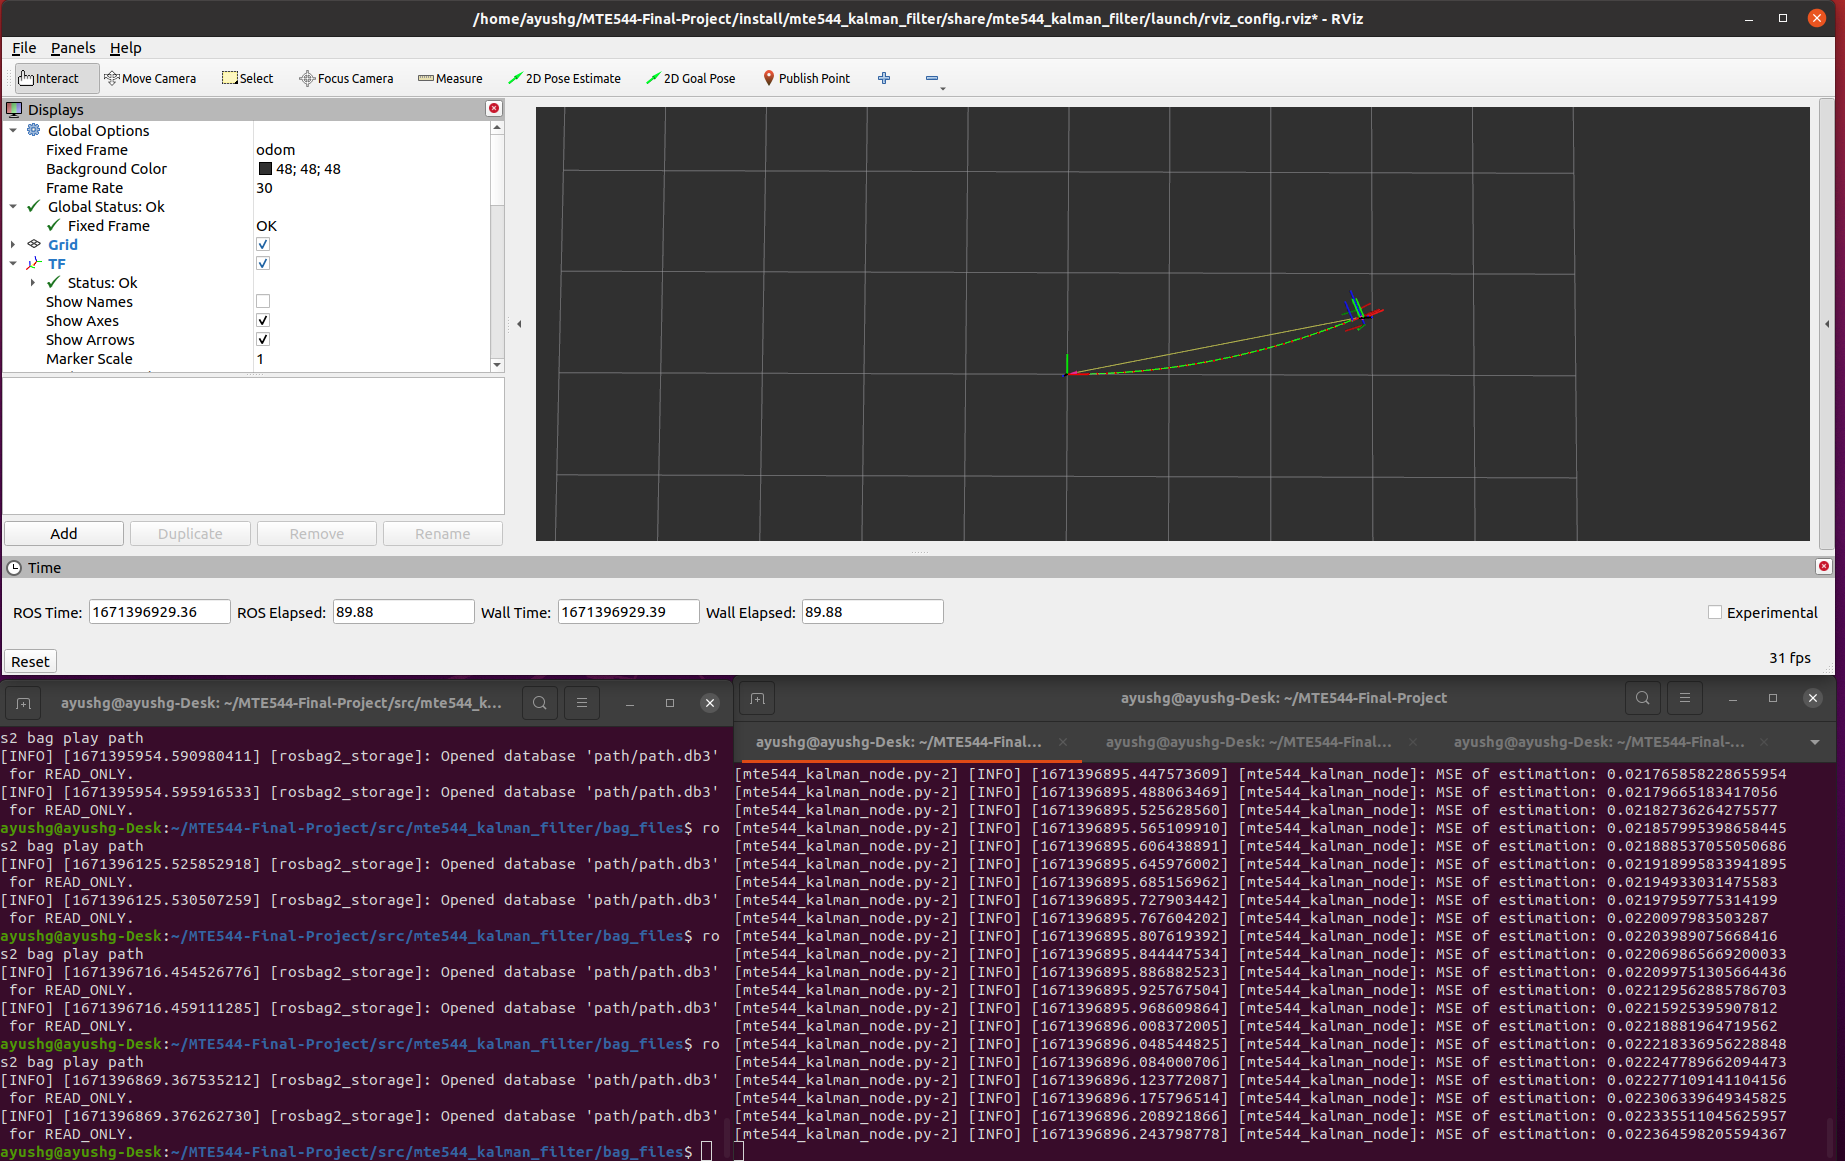 /home/ayushg/MTE544-Final-Project/install/mte544_kalman_filter/share/mte544_kalman_filter/launch/rviz_config.rviz* - RViz
File Panels Help
Interact Move Camera Select Focus Camera Measure 2D Pose Estimate 2D Goal Pose Publish Point
Displays
Global Options
Fixed Frame odom
Background Color 48; 48; 48
Frame Rate 30
Global Status: Ok
Fixed Frame OK
Grid
TF
Status: Ok
Show Names
Show Axes
Show Arrows
Marker Scale 1
Add Duplicate Remove Rename
Time
ROS Time: 1671396929.36 ROS Elapsed: 89.88 Wall Time: 1671396929.39 Wall Elapsed: 89.88 Experimental
Reset 31 fps
ayushg@ayushg-Desk: ~/MTE544-Final-Project/src/mte544_k...
s2 bag play path
[INFO] [1671395954.590980411] [rosbag2_storage]: Opened database 'path/path.db3'
for READ_ONLY.
[INFO] [1671395954.595916533] [rosbag2_storage]: Opened database 'path/path.db3'
for READ_ONLY.
ayushg@ayushg-Desk:~/MTE544-Final-Project/src/mte544_kalman_filter/bag_files$ ro
s2 bag play path
[INFO] [1671396125.525852918] [rosbag2_storage]: Opened database 'path/path.db3'
for READ_ONLY.
[INFO] [1671396125.530507259] [rosbag2_storage]: Opened database 'path/path.db3'
for READ_ONLY.
ayushg@ayushg-Desk:~/MTE544-Final-Project/src/mte544_kalman_filter/bag_files$ ro
s2 bag play path
[INFO] [1671396716.454526776] [rosbag2_storage]: Opened database 'path/path.db3'
for READ_ONLY.
[INFO] [1671396716.459111285] [rosbag2_storage]: Opened database 'path/path.db3'
for READ_ONLY.
ayushg@ayushg-Desk:~/MTE544-Final-Project/src/mte544_kalman_filter/bag_files$ ro
s2 bag play path
[INFO] [1671396869.367535212] [rosbag2_storage]: Opened database 'path/path.db3'
for READ_ONLY.
[INFO] [1671396869.376262730] [rosbag2_storage]: Opened database 'path/path.db3'
for READ_ONLY.
ayushg@ayushg-Desk:~/MTE544-Final-Project/src/mte544_kalman_filter/bag_files$
ayushg@ayushg-Desk: ~/MTE544-Final-Project
ayushg@ayushg-Desk: ~/MTE544-Final... ayushg@ayushg-Desk: ~/MTE544-Final... ayushg@ayushg-Desk: ~/MTE544-Final-...
[mte544_kalman_node.py-2] [INFO] [1671396895.447573609] [mte544_kalman_node]: MSE of estimation: 0.021765858228655954
[mte544_kalman_node.py-2] [INFO] [1671396895.488063469] [mte544_kalman_node]: MSE of estimation: 0.02179665183417056
[mte544_kalman_node.py-2] [INFO] [1671396895.525628560] [mte544_kalman_node]: MSE of estimation: 0.02182736264275577
[mte544_kalman_node.py-2] [INFO] [1671396895.565109910] [mte544_kalman_node]: MSE of estimation: 0.0218579953986584​45
[mte544_kalman_node.py-2] [INFO] [1671396895.606438891] [mte544_kalman_node]: MSE of estimation: 0.021888537055050686
[mte544_kalman_node.py-2] [INFO] [1671396895.645976002] [mte544_kalman_node]: MSE of estimation: 0.021918995833941895
[mte544_kalman_node.py-2] [INFO] [1671396895.685156962] [mte544_kalman_node]: MSE of estimation: 0.02194933031475583
[mte544_kalman_node.py-2] [INFO] [1671396895.727903442] [mte544_kalman_node]: MSE of estimation: 0.02197959775314199
[mte544_kalman_node.py-2] [INFO] [1671396895.767604202] [mte544_kalman_node]: MSE of estimation: 0.02200979835032​87
[mte544_kalman_node.py-2] [INFO] [1671396895.807619392] [mte544_kalman_node]: MSE of estimation: 0.02203989075668416
[mte544_kalman_node.py-2] [INFO] [1671396895.844447534] [mte544_kalman_node]: MSE of estimation: 0.022069865669200033
[mte544_kalman_node.py-2] [INFO] [1671396895.886882523] [mte544_kalman_node]: MSE of estimation: 0.022099751305664436
[mte544_kalman_node.py-2] [INFO] [1671396895.925767504] [mte544_kalman_node]: MSE of estimation: 0.022129562885786703
[mte544_kalman_node.py-2] [INFO] [1671396895.968609864] [mte544_kalman_node]: MSE of estimation: 0.02215925395907812
[mte544_kalman_node.py-2] [INFO] [1671396896.008372005] [mte544_kalman_node]: MSE of estimation: 0.02218881964719562
[mte544_kalman_node.py-2] [INFO] [1671396896.048544825] [mte544_kalman_node]: MSE of estimation: 0.022218336956228848
[mte544_kalman_node.py-2] [INFO] [1671396896.084000706] [mte544_kalman_node]: MSE of estimation: 0.022247789662094473
[mte544_kalman_node.py-2] [INFO] [1671396896.123772087] [mte544_kalman_node]: MSE of estimation: 0.022277109141104156
[mte544_kalman_node.py-2] [INFO] [1671396896.175796514] [mte544_kalman_node]: MSE of estimation: 0.022306339649345825
[mte544_kalman_node.py-2] [INFO] [1671396896.208921866] [mte544_kalman_node]: MSE of estimation: 0.0223355111045625957
[mte544_kalman_node.py-2] [INFO] [1671396896.243798778] [mte544_kalman_node]: MSE of estimation: 0.022364598205594367